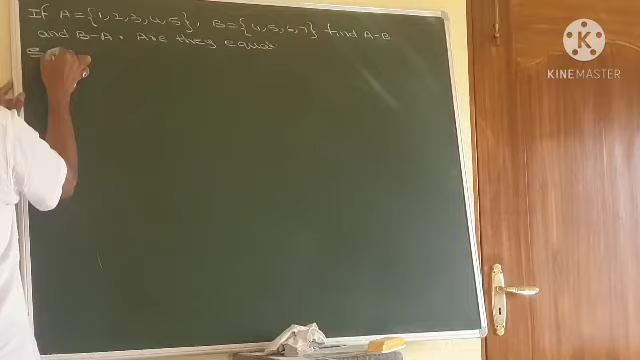 If A={1,2,3,4,5}, B={4,5,6,7} find A-B
and B-A. Are they equal
KINEMASTER